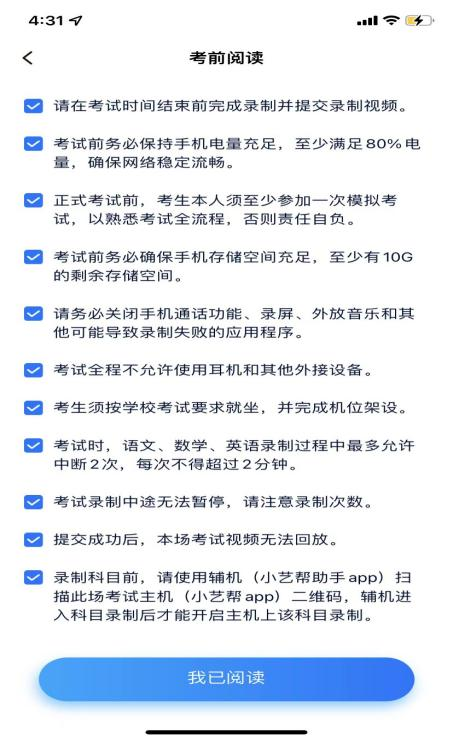 4:31
考前阅读
请在考试时间结束前完成录制并提交录制视频。
考试前务必保持手机电量充足，至少满足80%电
量，确保网络稳定流畅。
正式考试前，考生本人须至少参加一次模拟考
试，以熟悉考试全流程，否则责任自负。
考试前务必确保手机存储空间充足，至少有10G
的剩余存储空间。
请务必关闭手机通话功能、录屏、外放音乐和其
他可能导致录制失败的应用程序。
考试全程不允许使用耳机和其他外接设备。
考生须按学校考试要求就坐，并完成机位架设。
考试时，语文、数学、英语录制过程中最多允许
中断2次，每次不得超过2分钟。
考试录制中途无法暂停，请注意录制次数。
提交成功后，本场考试视频无法回放。
录制科目前，请使用辅机（小艺帮助手app）扫
描此场考试主机（小艺帮app）二维码，辅机进
入科目录制后才能开启主机上该科目录制。
我已阅读